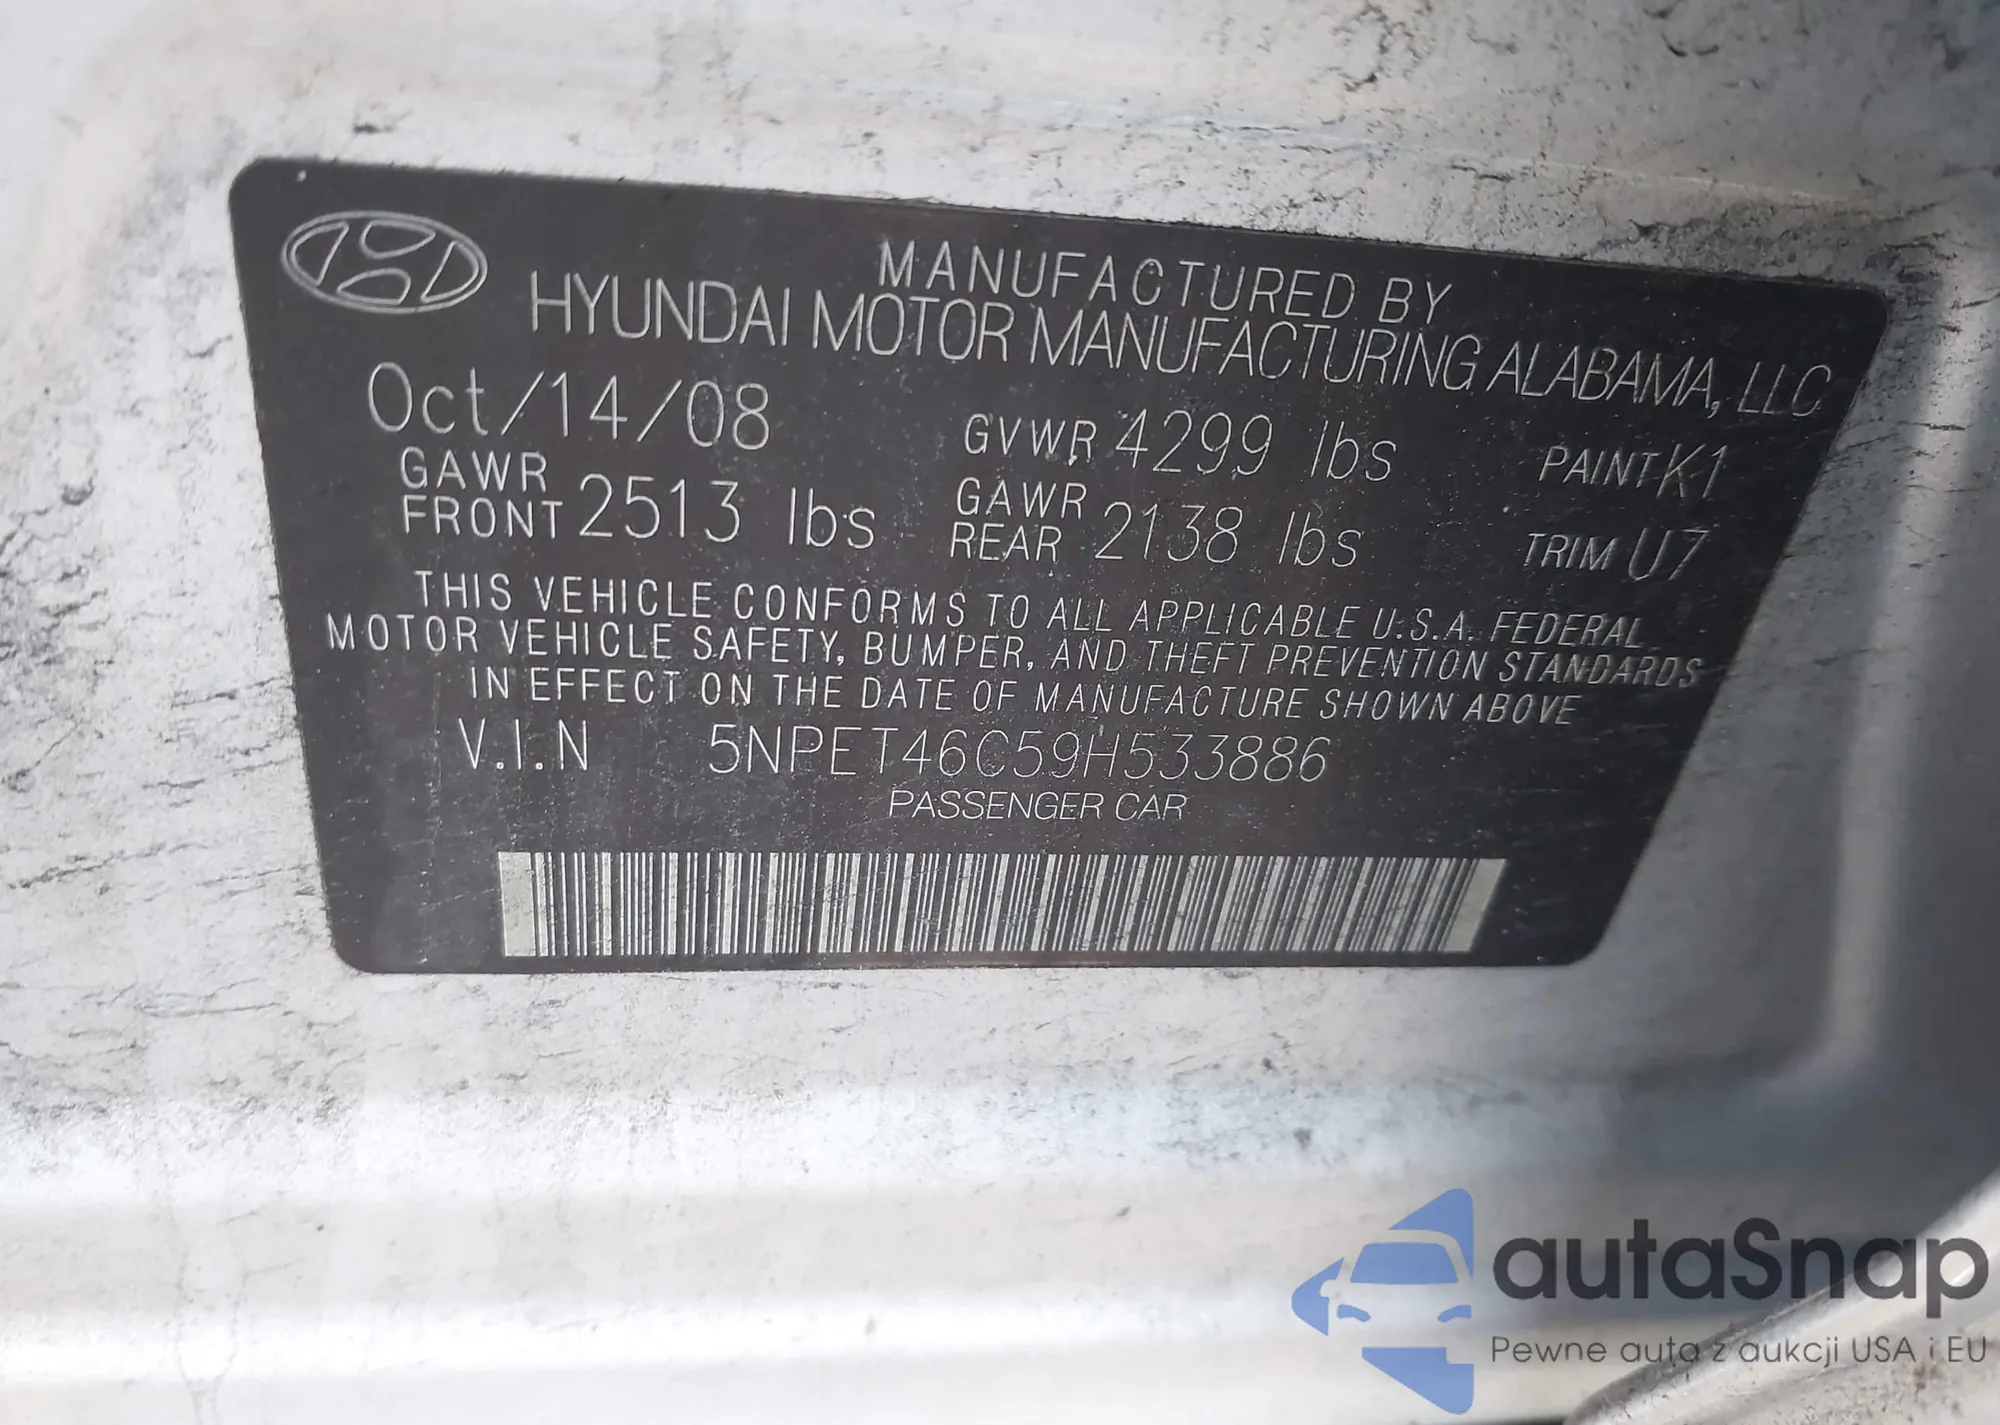 MANUFACTURED BY
HYUNDAI MOTOR MANUFACTURING ALABAMA, LLC
Oct/14/08 GVWR 4299 lbs PAINT K1
GAWR FRONT 2513 lbs GAWR REAR 2138 lbs TRIM U7
THIS VEHICLE CONFORMS TO ALL APPLICABLE U.S.A. FEDERAL
MOTOR VEHICLE SAFETY, BUMPER, AND THEFT PREVENTION STANDARDS
IN EFFECT ON THE DATE OF MANUFACTURE SHOWN ABOVE
V.I.N 5NPET46C59H533886
PASSENGER CAR
autaSnap
Pewne auta z aukcji USA i EU